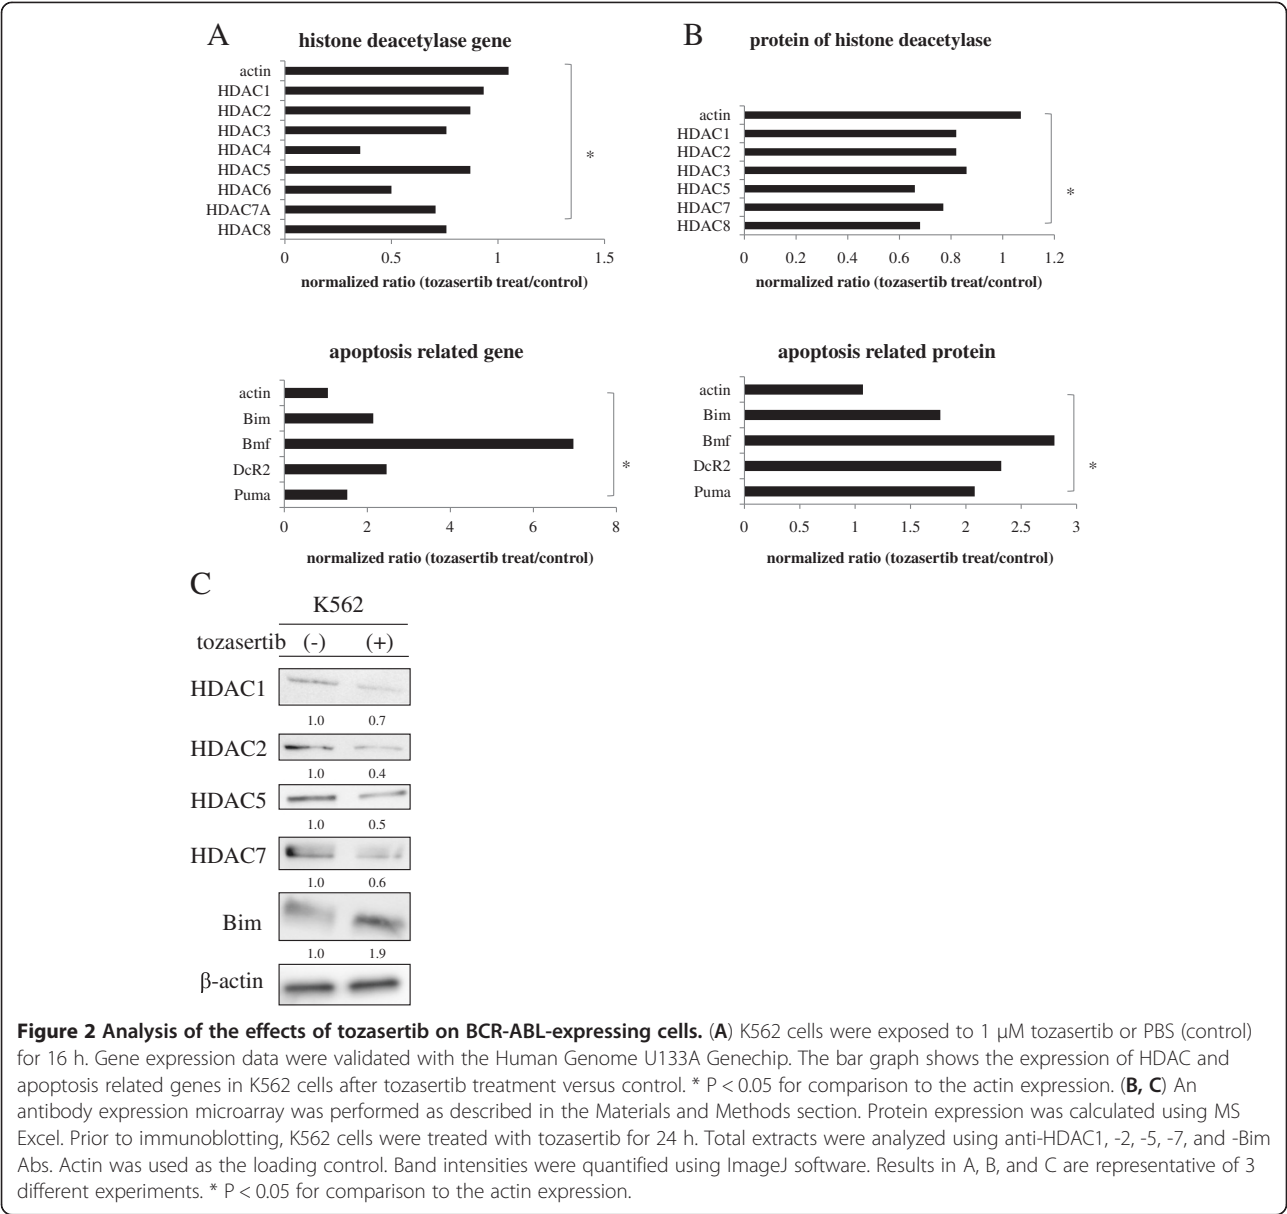 A
histone deacetylase gene
actin
HDAC1
HDAC2
HDAC3
HDAC4
HDAC5
HDAC6
HDAC7A
HDAC8
*
0 0.5 1 1.5
normalized ratio (tozasertib treat/control)
B
protein of histone deacetylase
actin
HDAC1
HDAC2
HDAC3
HDAC5
HDAC7
HDAC8
*
0 0.2 0.4 0.6 0.8 1 1.2
normalized ratio (tozasertib treat/control)
apoptosis related gene
actin
Bim
Bmf
DcR2
Puma
*
0 2 4 6 8
normalized ratio (tozasertib treat/control)
apoptosis related protein
actin
Bim
Bmf
DcR2
Puma
*
0 0.5 1 1.5 2 2.5 3
normalized ratio (tozasertib treat/control)
C
K562
tozasertib (-) (+)
HDAC1
1.0 0.7
HDAC2
1.0 0.4
HDAC5
1.0 0.5
HDAC7
1.0 0.6
Bim
1.0 1.9
β-actin
Figure 2 Analysis of the effects of tozasertib on BCR-ABL-expressing cells. (A) K562 cells were exposed to 1 μM tozasertib or PBS (control)
for 16 h. Gene expression data were validated with the Human Genome U133A Genechip. The bar graph shows the expression of HDAC and
apoptosis related genes in K562 cells after tozasertib treatment versus control. * P < 0.05 for comparison to the actin expression. (B, C) An
antibody expression microarray was performed as described in the Materials and Methods section. Protein expression was calculated using MS
Excel. Prior to immunoblotting, K562 cells were treated with tozasertib for 24 h. Total extracts were analyzed using anti-HDAC1, -2, -5, -7, and -Bim
Abs. Actin was used as the loading control. Band intensities were quantified using ImageJ software. Results in A, B, and C are representative of 3
different experiments. * P < 0.05 for comparison to the actin expression.